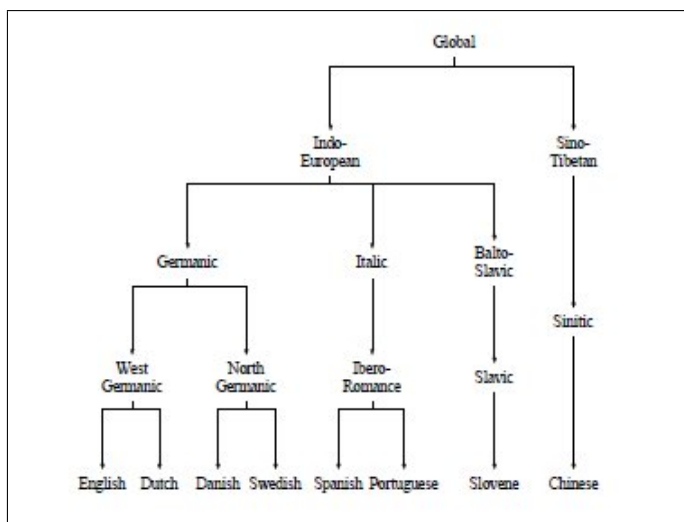 Global
Indo-
European
Sino-
Tibetan
Germanic
Italic
Balto-
Slavic
Sinitic
West
Germanic
North
Germanic
Ibero-
Romance
Slavic
English Dutch Danish Swedish Spanish Portuguese Slovene Chinese